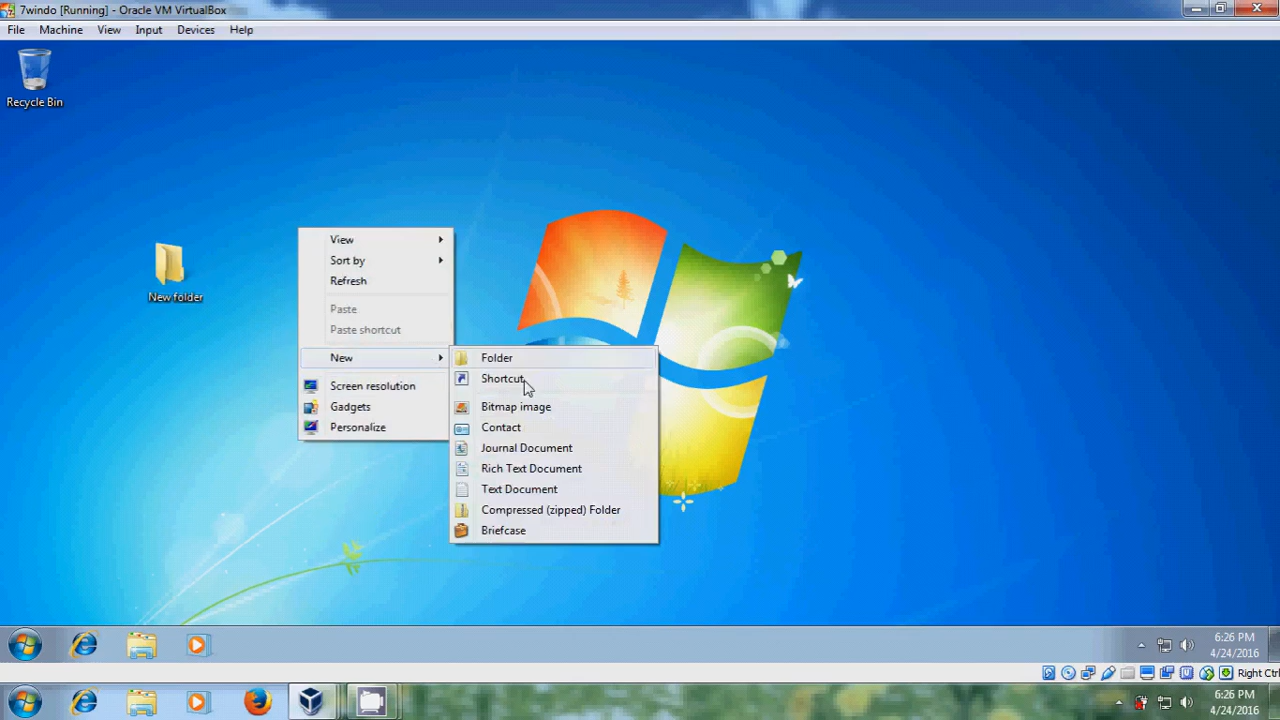 7windo [Running] - Oracle VM VirtualBox
File Machine View Input Devices Help
Recycle Bin
New folder
View
Sort by
Refresh
Paste
Paste shortcut
New
Screen resolution
Gadgets
Personalize
Folder
Shortcut
Bitmap image
Contact
Journal Document
Rich Text Document
Text Document
Compressed (zipped) Folder
Briefcase
6:26 PM
4/24/2016
Right Ctrl
6:26 PM
4/24/2016